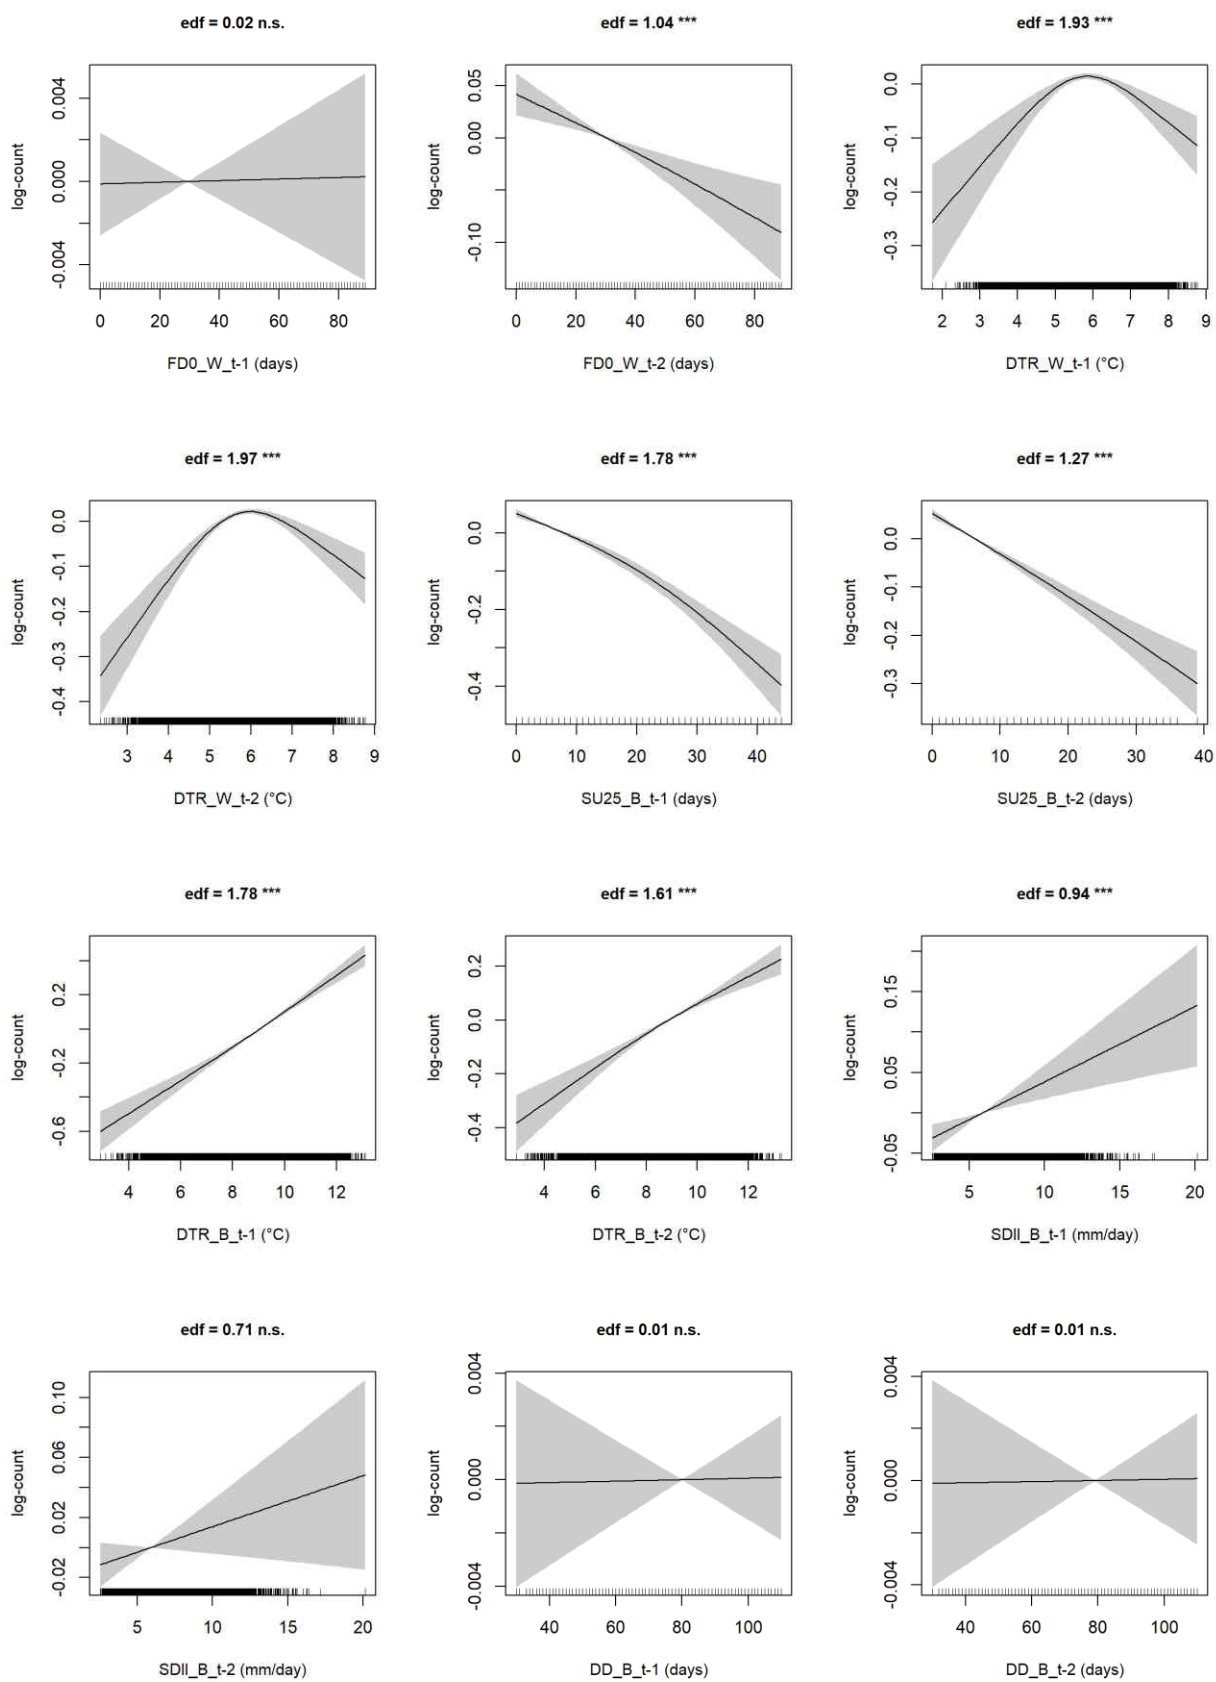 edf = 0.02 n.s.
log-count
0.004
0.000
-0.004
0 20 40 60 80
FD0_W_t-1 (days)
edf = 1.04 ***
log-count
0.05
0.00
-0.10
0 20 40 60 80
FD0_W_t-2 (days)
edf = 1.93 ***
log-count
0.0
-0.1
-0.2
-0.3
2 3 4 5 6 7 8 9
DTR_W_t-1 (°C)
edf = 1.97 ***
log-count
0.0
-0.1
-0.2
-0.3
-0.4
3 4 5 6 7 8 9
DTR_W_t-2 (°C)
edf = 1.78 ***
log-count
0.0
-0.2
-0.4
0 10 20 30 40
SU25_B_t-1 (days)
edf = 1.27 ***
log-count
0.0
-0.1
-0.2
-0.3
0 10 20 30 40
SU25_B_t-2 (days)
edf = 1.78 ***
log-count
0.2
-0.2
-0.6
4 6 8 10 12
DTR_B_t-1 (°C)
edf = 1.61 ***
log-count
0.2
0.0
-0.2
-0.4
4 6 8 10 12
DTR_B_t-2 (°C)
edf = 0.94 ***
log-count
0.15
0.05
-0.05
5 10 15 20
SDII_B_t-1 (mm/day)
edf = 0.71 n.s.
log-count
0.10
0.06
0.02
-0.02
5 10 15 20
SDII_B_t-2 (mm/day)
edf = 0.01 n.s.
log-count
0.004
0.000
-0.004
40 60 80 100
DD_B_t-1 (days)
edf = 0.01 n.s.
log-count
0.004
0.000
-0.004
40 60 80 100
DD_B_t-2 (days)